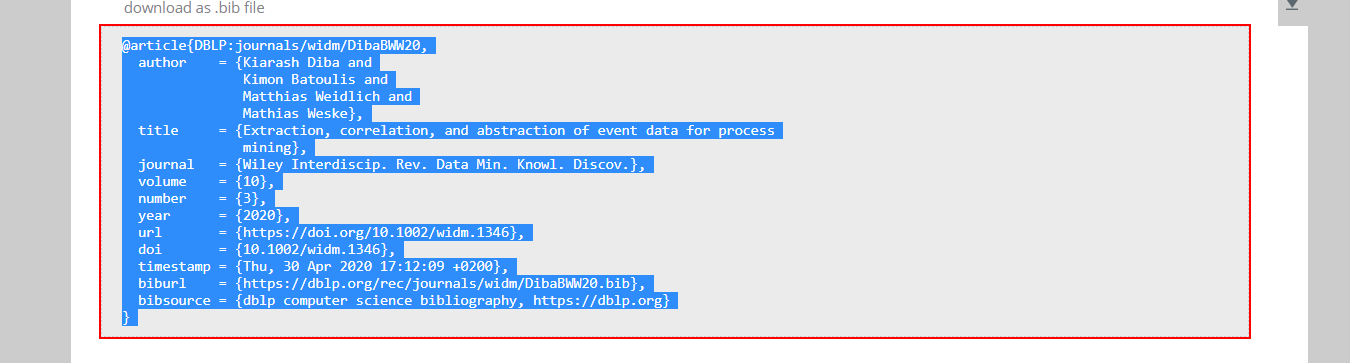 download as .bib file
@article{DBLP:journals/widm/DibaBWW20,
  author    = {Kiarash Diba and
               Kimon Batoulis and
               Matthias Weidlich and
               Mathias Weske},
  title     = {Extraction, correlation, and abstraction of event data for process
               mining},
  journal   = {Wiley Interdiscip. Rev. Data Min. Knowl. Discov.},
  volume    = {10},
  number    = {3},
  year      = {2020},
  url       = {https://doi.org/10.1002/widm.1346},
  doi       = {10.1002/widm.1346},
  timestamp = {Thu, 30 Apr 2020 17:12:09 +0200},
  biburl    = {https://dblp.org/rec/journals/widm/DibaBWW20.bib},
  bibsource = {dblp computer science bibliography, https://dblp.org}
}